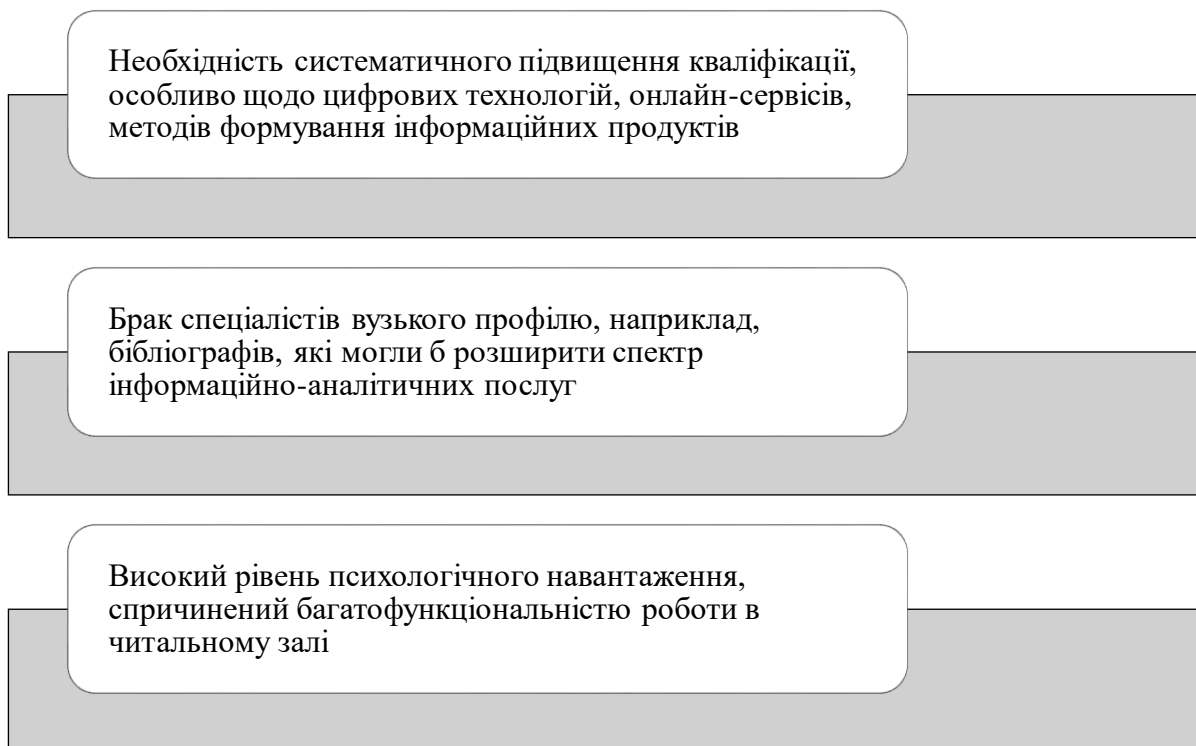 Необхідність систематичного підвищення кваліфікації,
особливо щодо цифрових технологій, онлайн-сервісів,
методів формування інформаційних продуктів
Брак спеціалістів вузького профілю, наприклад,
бібліографів, які могли б розширити спектр
інформаційно-аналітичних послуг
Високий рівень психологічного навантаження,
спричинений багатофункціональністю роботи в
читальному залі